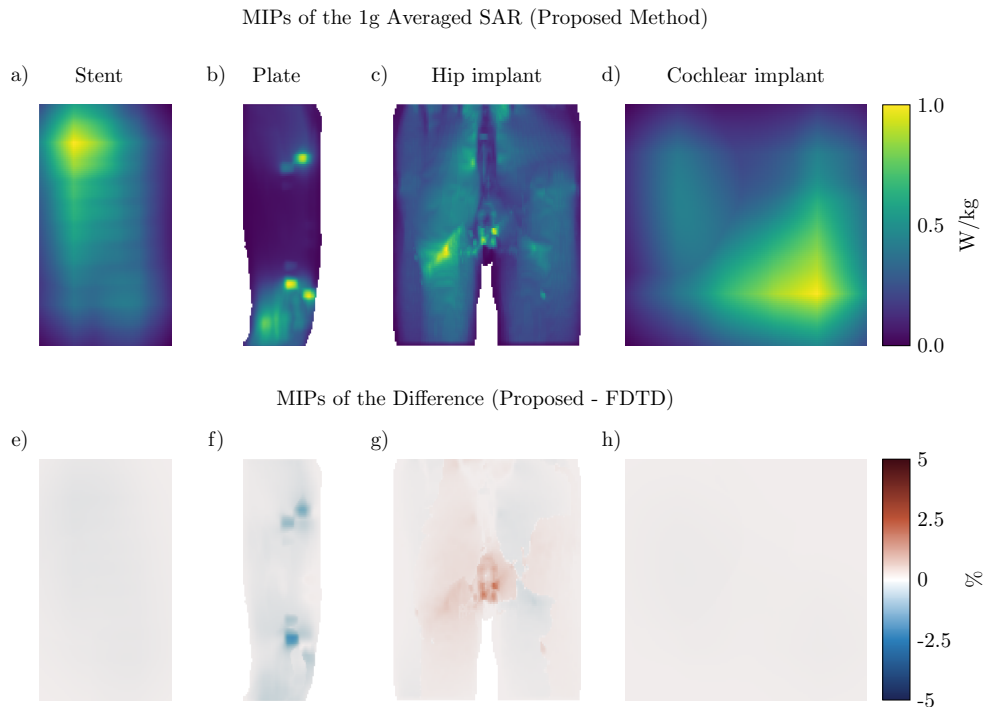 MIPs of the 1g Averaged SAR (Proposed Method)
a) Stent b) Plate c) Hip implant d) Cochlear implant
1.0
0.5
0.0
W/kg
MIPs of the Difference (Proposed - FDTD)
e) f) g) h)
5
2.5
0
-2.5
-5
%